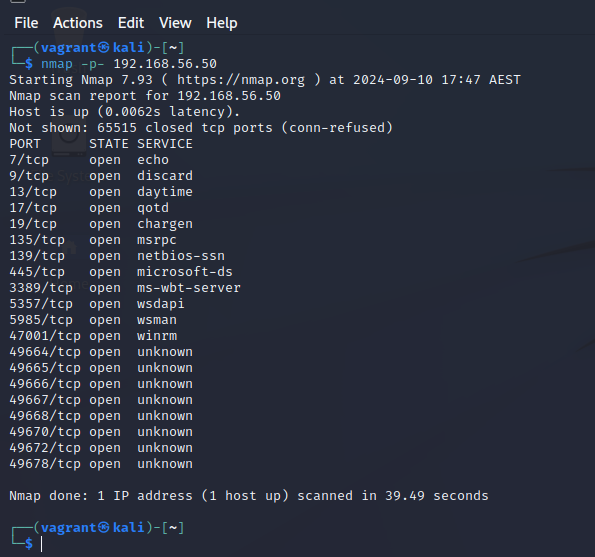 File Actions Edit View Help
┌──(vagrant㉿kali)-[~]
└─$ nmap -p- 192.168.56.50
Starting Nmap 7.93 ( https://nmap.org ) at 2024-09-10 17:47 AEST
Nmap scan report for 192.168.56.50
Host is up (0.0062s latency).
Not shown: 65515 closed tcp ports (conn-refused)
PORT      STATE SERVICE
7/tcp     open  echo
9/tcp     open  discard
13/tcp    open  daytime
17/tcp    open  qotd
19/tcp    open  chargen
135/tcp   open  msrpc
139/tcp   open  netbios-ssn
445/tcp   open  microsoft-ds
3389/tcp  open  ms-wbt-server
5357/tcp  open  wsdapi
5985/tcp  open  wsman
47001/tcp open  winrm
49664/tcp open  unknown
49665/tcp open  unknown
49666/tcp open  unknown
49667/tcp open  unknown
49668/tcp open  unknown
49670/tcp open  unknown
49672/tcp open  unknown
49678/tcp open  unknown
Nmap done: 1 IP address (1 host up) scanned in 39.49 seconds
┌──(vagrant㉿kali)-[~]
└─$